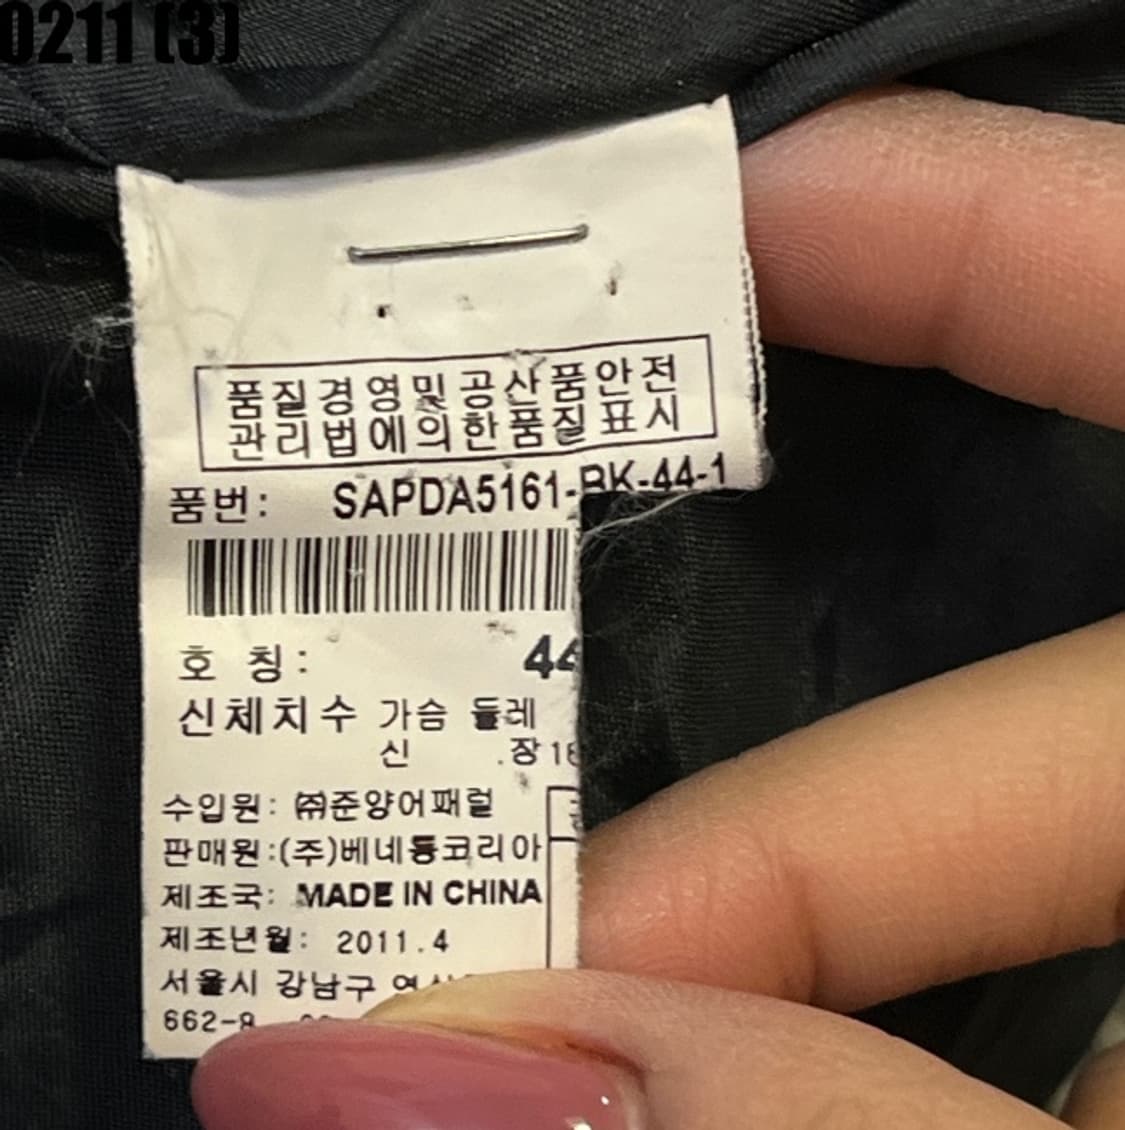 0211 (3)
품질경영및공산품안전
관리법에의한품질표시
품번: SAPDA5161-BK-44-1
호 칭: 44
신체치수 가슴 둘레
신 장
수입원: ㈜준양어패럴
판매원:(주)베네통코리아
제조국: MADE IN CHINA
제조년월: 2011.4
서울시 강남구
662-8